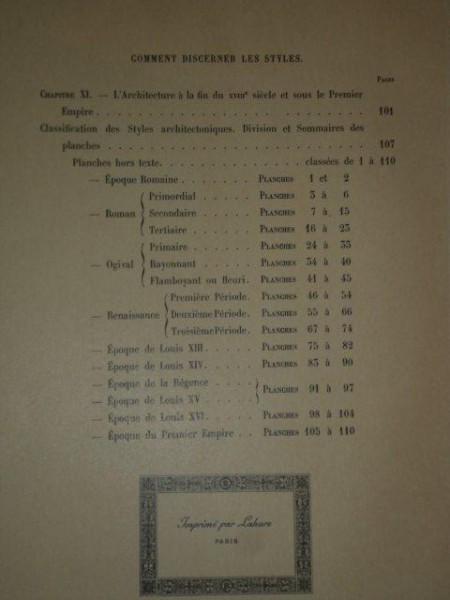 COMMENT DISCERNER LES STYLES.
Pages
CHAPITRE XI. — L'Architecture à la fin du XVIIIe siècle et sous le Premier
Empire . . . . . . . . . . . . . . . . . . . . 101
Classification des Styles architectoniques. Division et Sommaires des
planches . . . . . . . . . . . . . . . . . . . . 107
Planches hors texte. . . . . . . . . . . classées de 1 à 110
— Époque Romaine . . . . . PLANCHES 1 et 2
— Roman { Primordial . . . . . PLANCHES 3 à 6
Secondaire . . . . . PLANCHES 7 à 15
Tertiaire . . . . . PLANCHES 16 à 23
— Ogival { Primaire . . . . . PLANCHES 24 à 33
Rayonnant . . . . . PLANCHES 34 à 40
Flamboyant ou fleuri. PLANCHES 41 à 45
— Renaissance { Première Période. PLANCHES 46 à 54
Deuxième Période. PLANCHES 55 à 66
Troisième Période. PLANCHES 67 à 74
— Époque de Louis XIII. . . . . PLANCHES 75 à 82
— Époque de Louis XIV. . . . . PLANCHES 83 à 90
— Époque de la Régence . . . . .
— Époque de Louis XV . . . . . } PLANCHES 91 à 97
— Époque de Louis XVI. . . . . PLANCHES 98 à 104
— Époque du Premier Empire . . PLANCHES 105 à 110
Imprimé par Lahure
PARIS